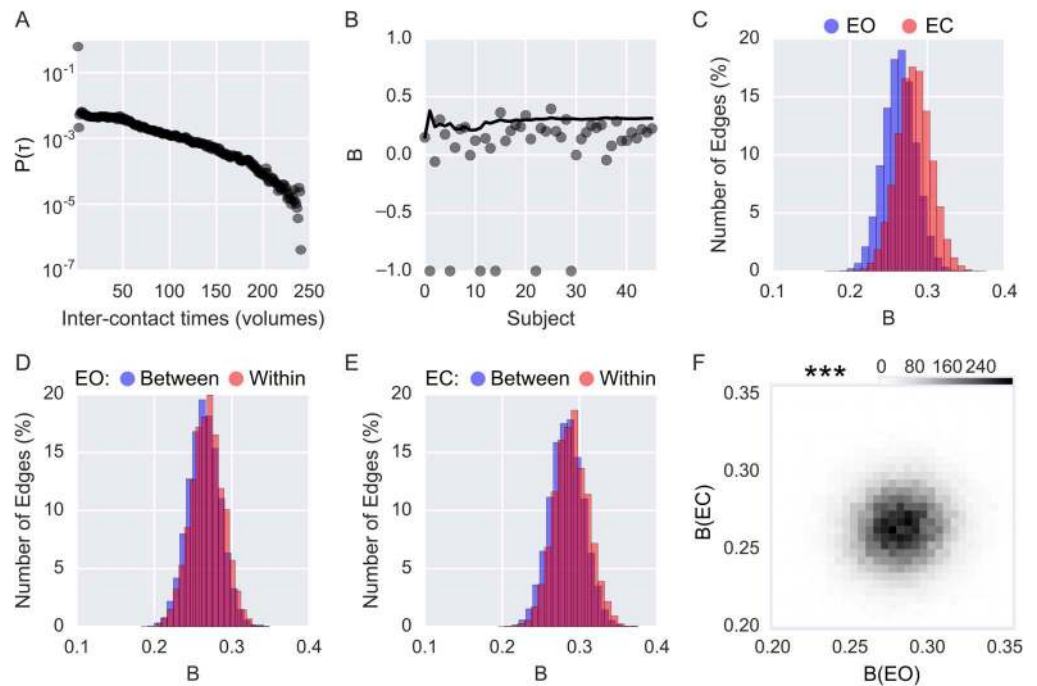 A
P(τ)
10-1
10-3
10-5
10-7
50 100 150 200 250
Inter-contact times (volumes)
B
B
1.0
0.5
0.0
−0.5
−1.0
0 10 20 30 40
Subject
C
EO EC
Number of Edges (%)
20
15
10
5
0
0.1 0.2 0.3 0.4
B
D
EO: Between Within
Number of Edges (%)
20
15
10
5
0
0.1 0.2 0.3 0.4
B
E
EC: Between Within
Number of Edges (%)
20
15
10
5
0
0.1 0.2 0.3 0.4
B
F
*** 0 80 160 240
B(EC)
0.35
0.30
0.25
0.20
0.20 0.25 0.30 0.35
B(EO)